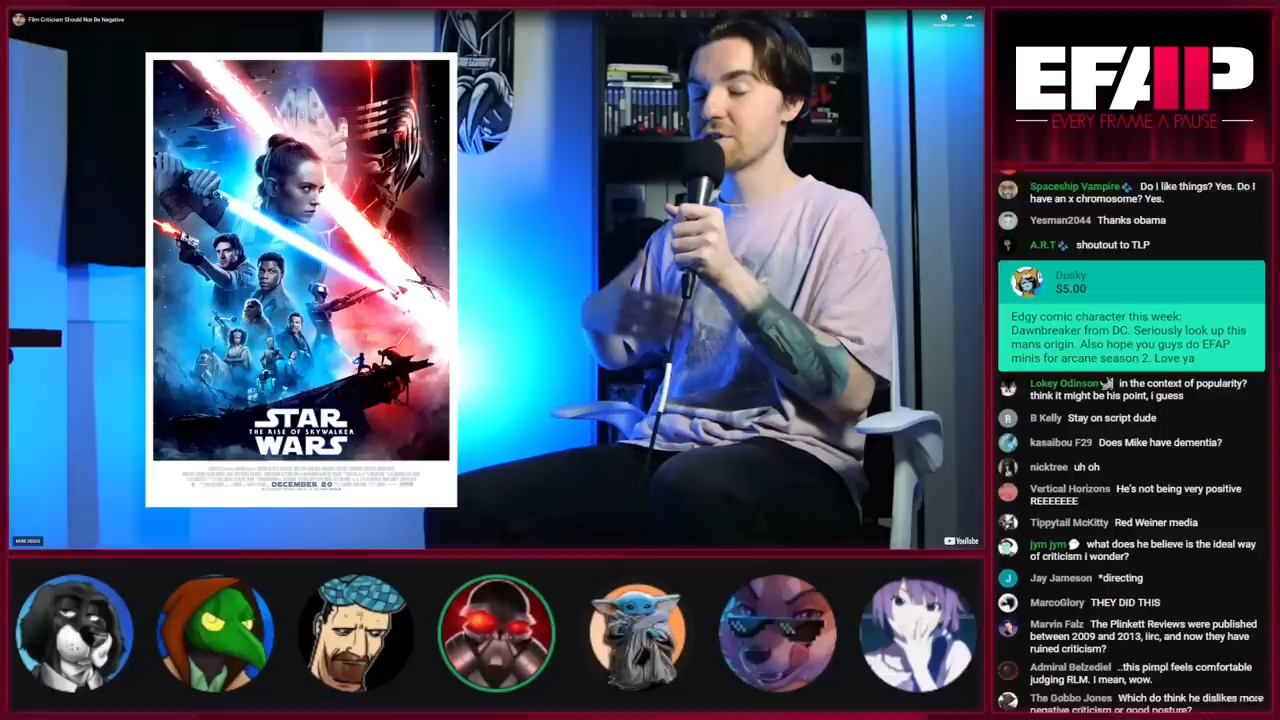 Film Criticism Should Not Be Negative
STAR
THE RISE OF SKYWALKER
WARS
DECEMBER 20
MORE VIDEOS
YouTube
EFAP
EVERY FRAME A PAUSE
Spaceship Vampire Do I like things? Yes. Do I
have an x chromosome? Yes.
Yesman2044 Thanks obama
A.R.T shoutout to TLP
Dusky
$5.00
Edgy comic character this week:
Dawnbreaker from DC. Seriously look up this
mans origin. Also hope you guys do EFAP
minis for arcane season 2. Love ya
Lokey Odinson in the context of popularity?
think it might be his point, i guess
B Kelly Stay on script dude
kasaibou F29 Does Mike have dementia?
nicktree uh oh
Vertical Horizons He's not being very positive
REEEEEEE
Tippytail McKitty Red Weiner media
jym jym what does he believe is the ideal way
of criticism i wonder?
Jay Jameson *directing
MarcoGlory THEY DID THIS
Marvin Falz The Plinkett Reviews were published
between 2009 and 2013, iirc, and now they have
ruined criticism?
Admiral Belzediel ..this pimpl feels comfortable
judging RLM. I mean, wow.
The Gobbo Jones Which do think he dislikes more
negative criticism or good posture?